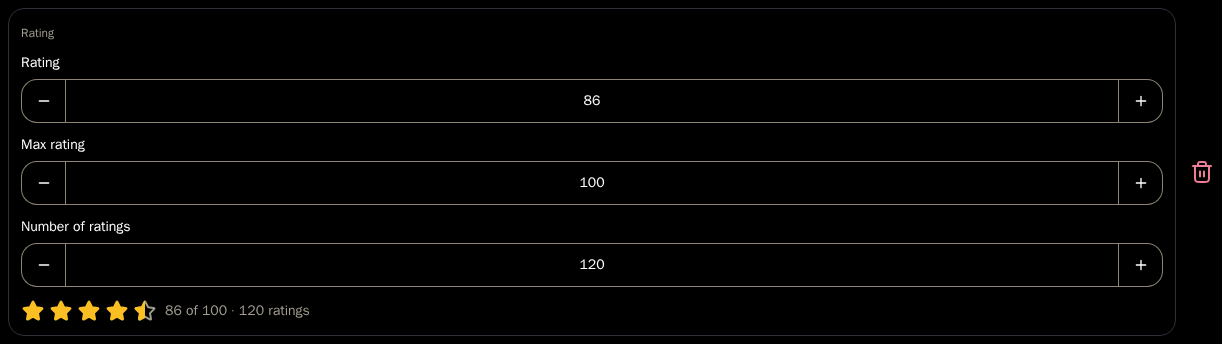 Rating
Rating
86
Max rating
100
Number of ratings
120
86 of 100 · 120 ratings